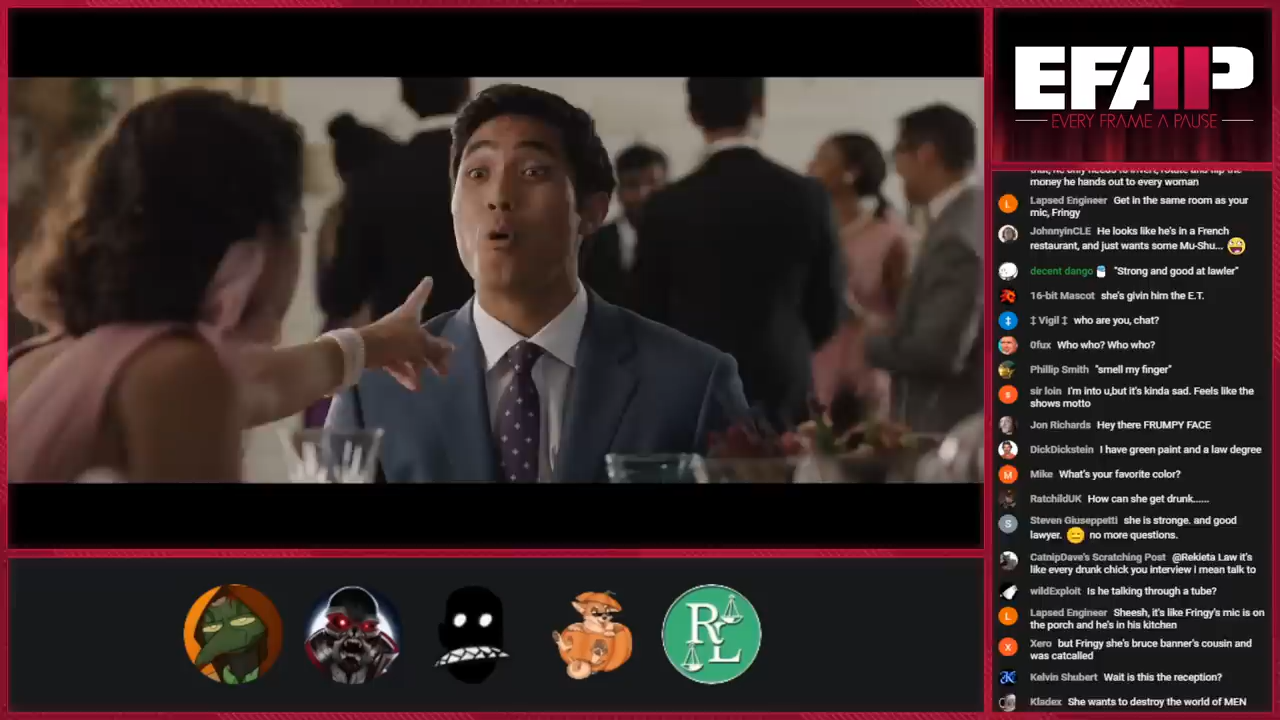 EFAP
EVERY FRAME A PAUSE
that, he only needs to invert, rotate and flip the
money he hands out to every woman
L Lapsed Engineer Get in the same room as your
mic, Fringy
JohnnyinCLE He looks like he's in a French
restaurant, and just wants some Mu-Shu...
decent dango "Strong and good at lawler"
16-bit Mascot she's givin him the E.T.
‡ Vigil ‡ who are you, chat?
0fux Who who? Who who?
Phillip Smith "smell my finger"
s sir loin I'm into u,but it's kinda sad. Feels like the
shows motto
Jon Richards Hey there FRUMPY FACE
DickDickstein I have green paint and a law degree
M Mike What's your favorite color?
RatchildUK How can she get drunk......
S Steven Giuseppetti she is stronge. and good
lawyer. no more questions.
CatnipDave's Scratching Post @Rekieta Law it's
like every drunk chick you interview i mean talk to
wildExploit Is he talking through a tube?
L Lapsed Engineer Sheesh, it's like Fringy's mic is on
the porch and he's in his kitchen
X Xero but Fringy she's bruce banner's cousin and
was catcalled
Kelvin Shubert Wait is this the reception?
Kladex She wants to destroy the world of MEN
RL